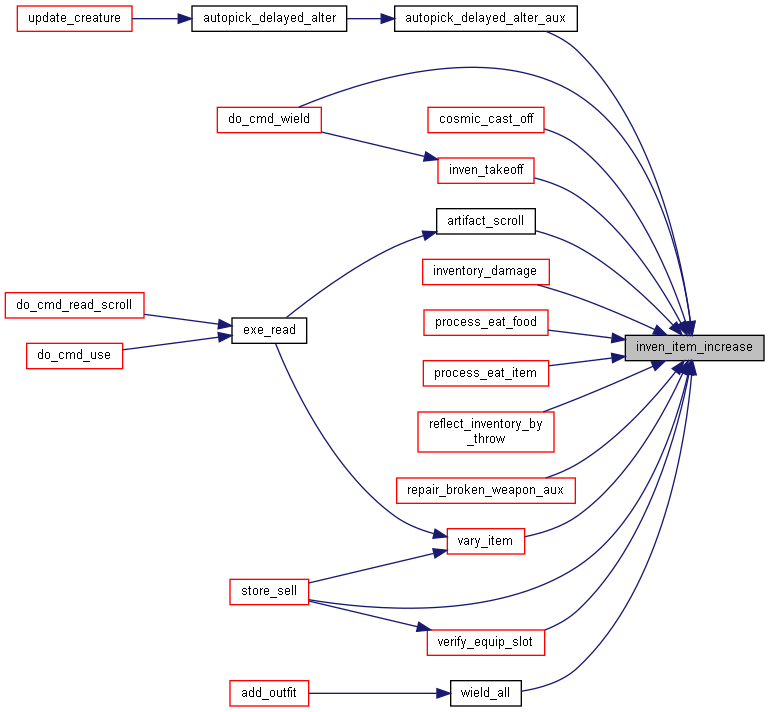 update_creature
autopick_delayed_alter
autopick_delayed_alter_aux
do_cmd_wield
cosmic_cast_off
inven_takeoff
artifact_scroll
inventory_damage
do_cmd_read_scroll
exe_read
process_eat_food
do_cmd_use
inven_item_increase
process_eat_item
reflect_inventory_by
_throw
repair_broken_weapon_aux
vary_item
store_sell
verify_equip_slot
add_outfit
wield_all